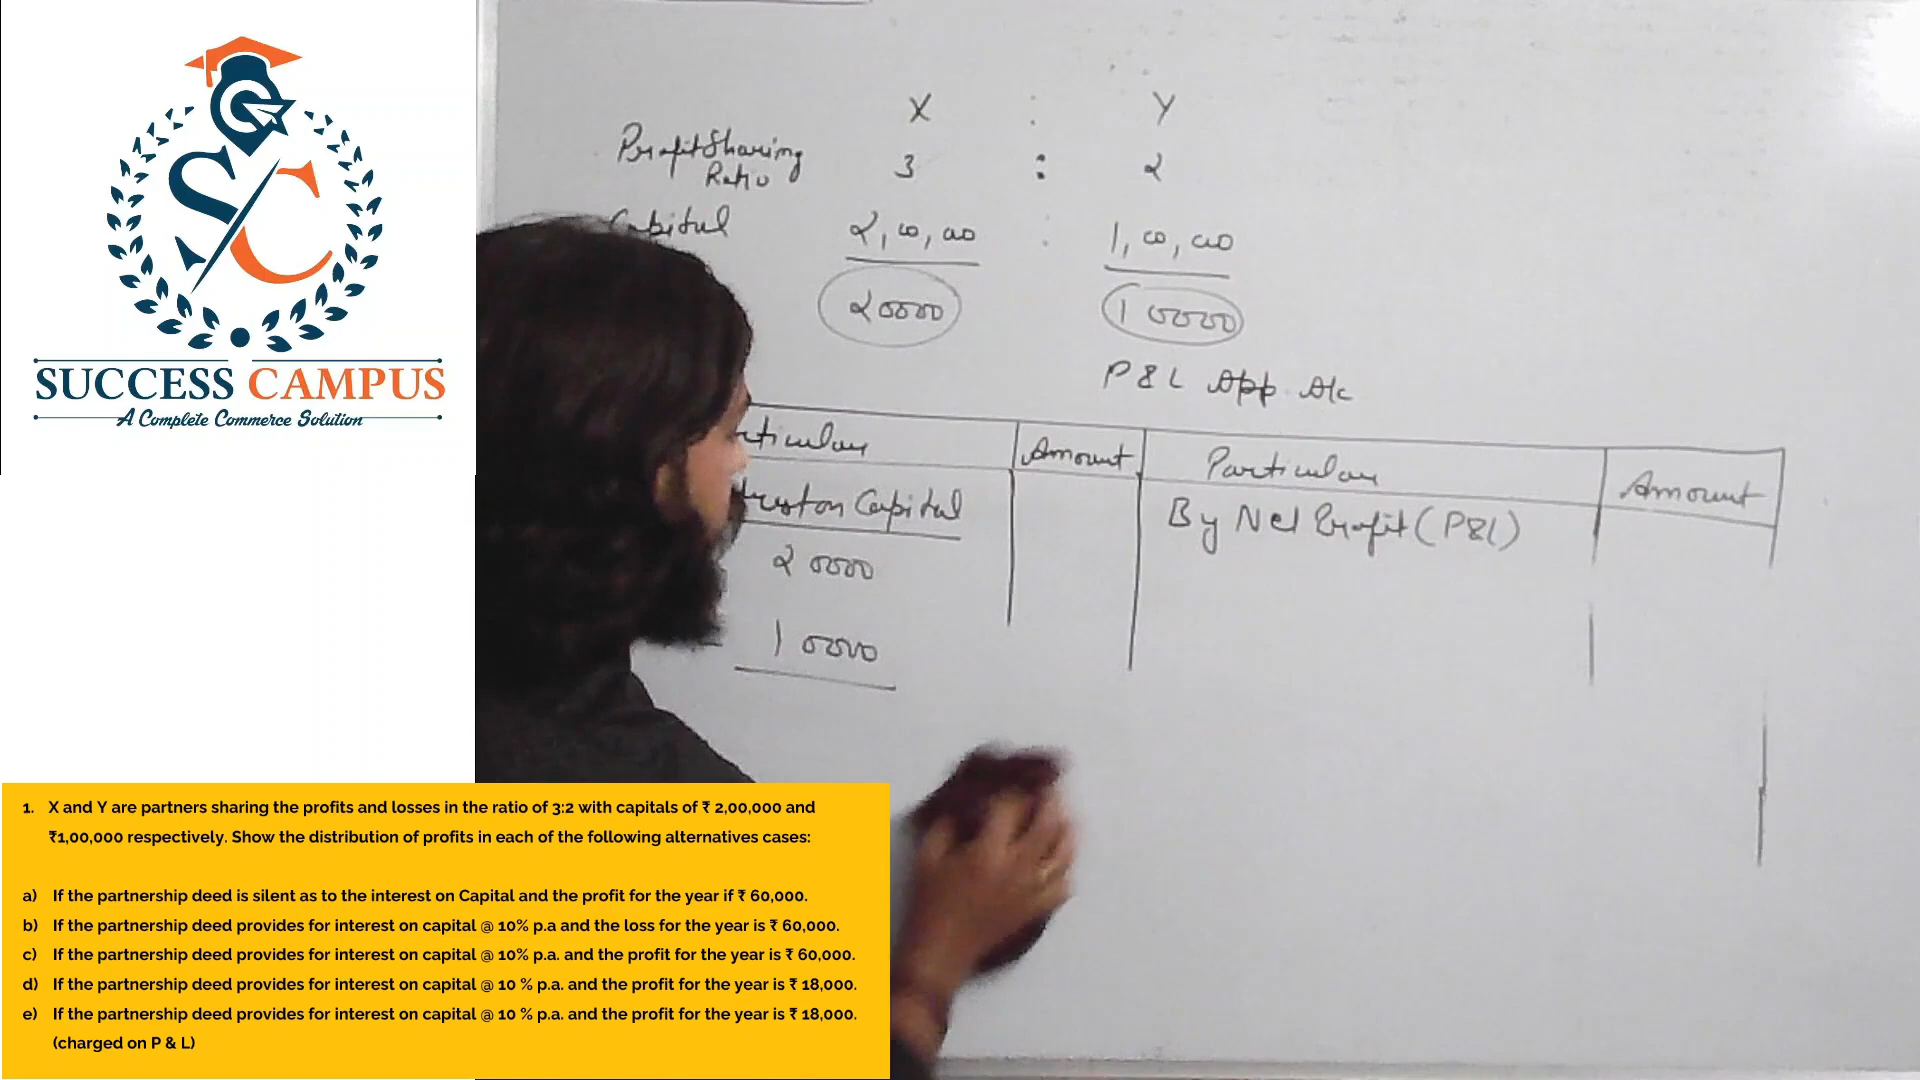 SC
SUCCESS CAMPUS
A Complete Commerce Solution
X : Y
Profit Sharing Ratio 3 : 2
Capital 2,00,000 : 1,00,000
20000 10000
P&L App. A/c
Amount Particulars Amount
Capital By Net Profit (P&L)
20000
10000
1. X and Y are partners sharing the profits and losses in the ratio of 3:2 with capitals of ₹ 2,00,000 and
₹1,00,000 respectively. Show the distribution of profits in each of the following alternatives cases:
a) If the partnership deed is silent as to the interest on Capital and the profit for the year if ₹ 60,000.
b) If the partnership deed provides for interest on capital @ 10% p.a and the loss for the year is ₹ 60,000.
c) If the partnership deed provides for interest on capital @ 10% p.a. and the profit for the year is ₹ 60,000.
d) If the partnership deed provides for interest on capital @ 10 % p.a. and the profit for the year is ₹ 18,000.
e) If the partnership deed provides for interest on capital @ 10 % p.a. and the profit for the year is ₹ 18,000.
(charged on P & L)